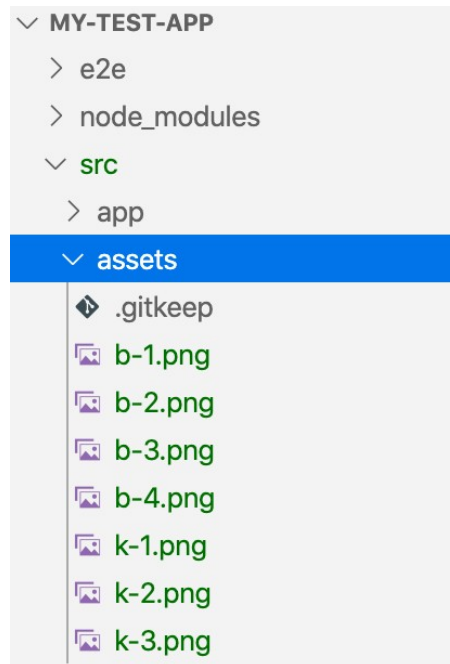 MY-TEST-APP
e2e
node_modules
src
app
assets
.gitkeep
b-1.png
b-2.png
b-3.png
b-4.png
k-1.png
k-2.png
k-3.png